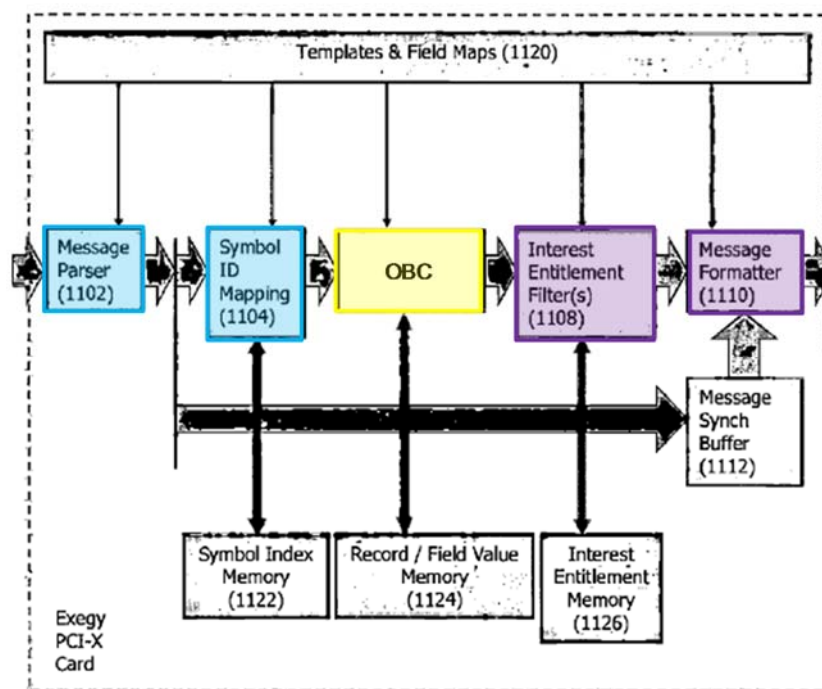 Templates & Field Maps (1120)
Message
Parser
(1102)
Symbol
ID
Mapping
(1104)
OBC
Interest
Entitlement
Filter(s)
(1108)
Message
Formatter
(1110)
Message
Synch
Buffer
(1112)
Symbol Index
Memory
(1122)
Record / Field Value
Memory
(1124)
Interest
Entitlement
Memory
(1126)
Exegy
PCI-X
Card